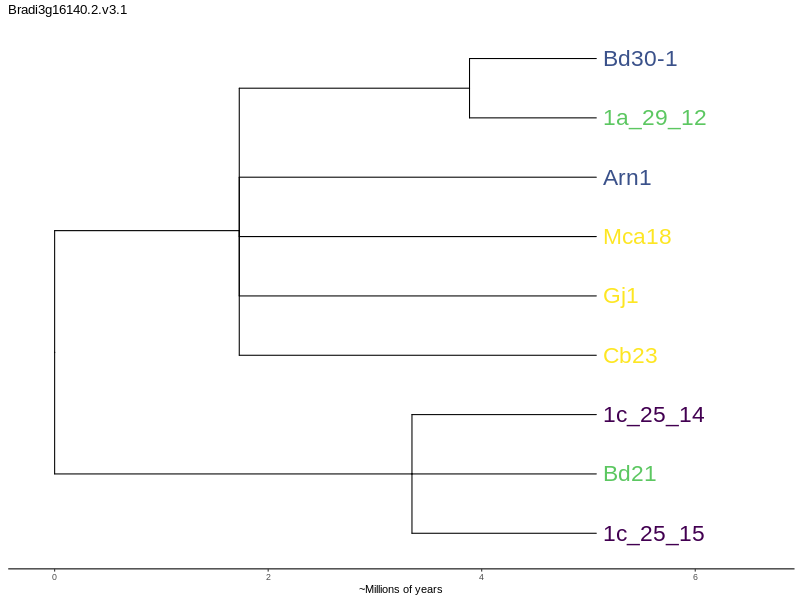 Bradi3g16140.2.v3.1
Bd30-1
1a_29_12
Arn1
Mca18
Gj1
Cb23
1c_25_14
Bd21
1c_25_15
0 2 4 6
~Millions of years